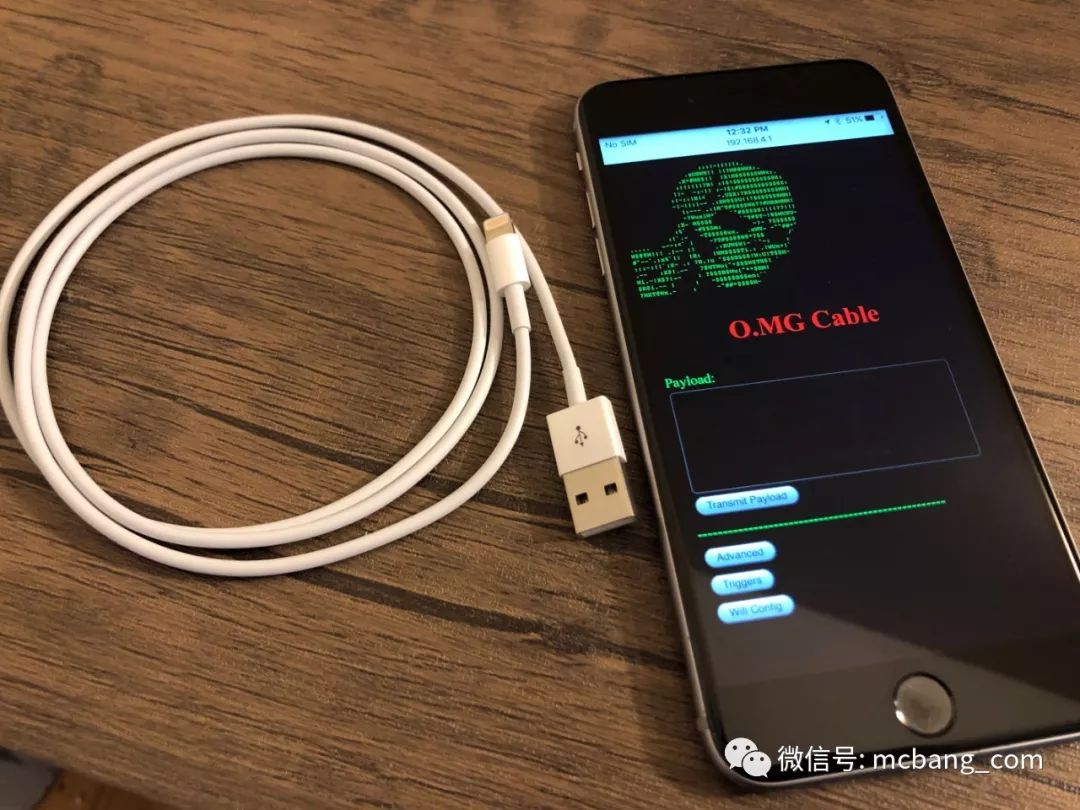 12:32 PM
No SIM
51%
192.168.4.1
O.MG Cable
Payload:
Transmit Payload
Advanced
Triggers
Wifi Config
微信号: mcbang_com